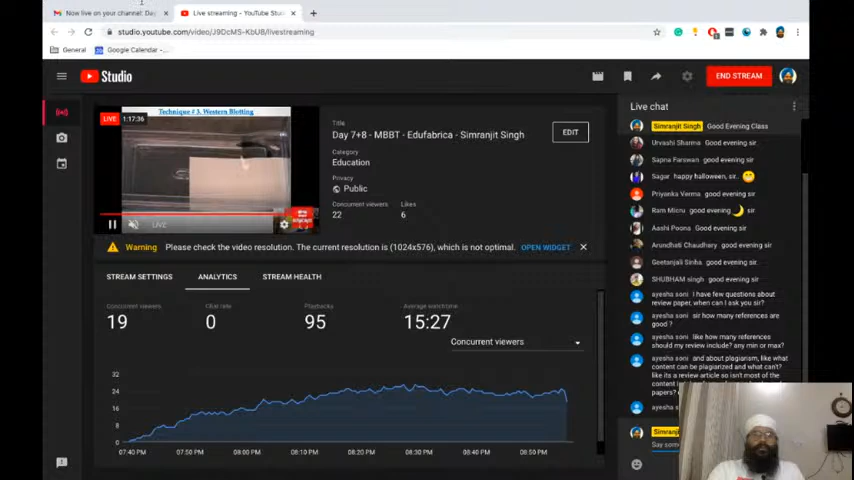 Now live on your channel: Day
Live streaming - YouTube Stu
studio.youtube.com/video/J9DcMS-KbU8/livestreaming
General
Google Calendar -...
Studio
END STREAM
LIVE
1:17:36
Technique # 3. Western Blotting
LIVE
Title
Day 7+8 - MBBT - Edufabrica - Simranjit Singh
EDIT
Category
Education
Privacy
Public
Concurrent viewers
Likes
22
6
Warning
Please check the video resolution. The current resolution is (1024x576), which is not optimal.
OPEN WIDGET
STREAM SETTINGS
ANALYTICS
STREAM HEALTH
Concurrent viewers
Chat rate
Playbacks
Average watchtime
19
0
95
15:27
Concurrent viewers
32
24
16
8
0
07:40 PM
07:50 PM
08:00 PM
08:10 PM
08:20 PM
08:30 PM
08:40 PM
08:50 PM
Live chat
Simranjit Singh Good Evening Class
Urvashi Sharma good evening sir
Sapna Farswan good evening sir
Sagar happy halloween, sir..
Priyanka Verma good evening sir
Ram Micru good evening sir
Aashi Poona good evening sir
Arundheti Chaudhary good evening sir
Geetanjali Sinha good evening sir.
SHUBHAM singh good evening sir
ayesha soni I have few questions about
review paper, when can I ask you sir?
ayesha soni sir how many references are
good ?
ayesha soni like how many references
should my review include? any min or max?
ayesha soni and about plagiarism, like what
content can be plagiarized and what can't?
like its a review article so isn't most of the
content
papers?
ayesha s
Simranji
Say som